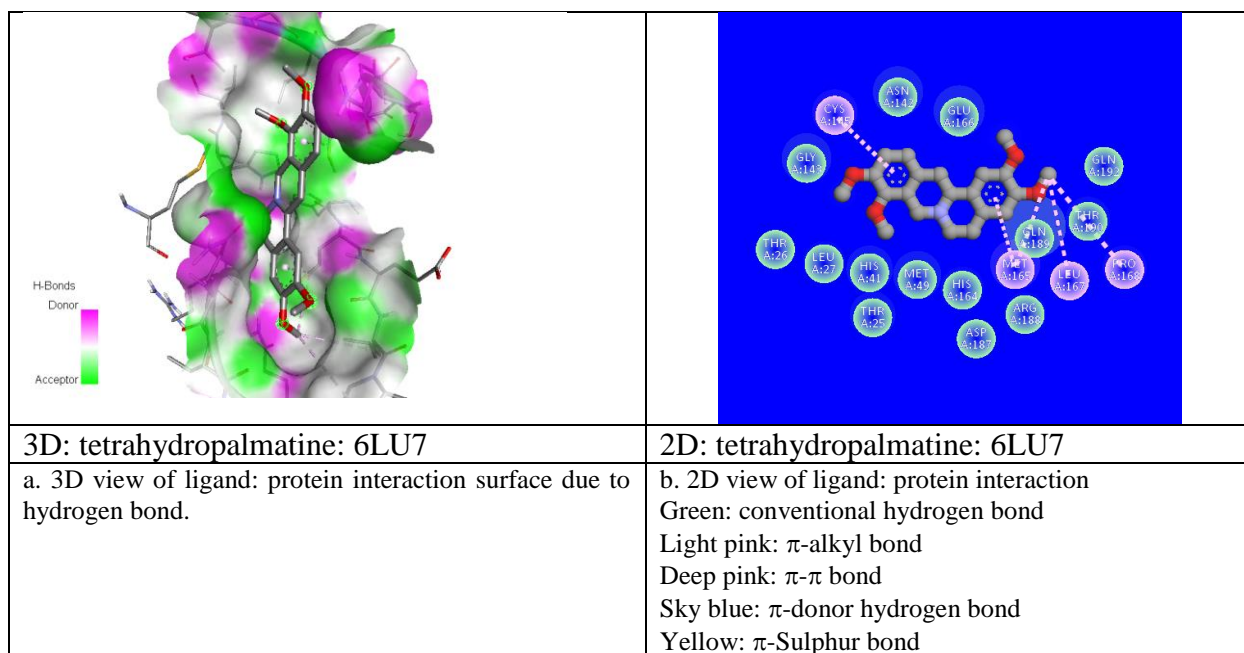 H-Bonds
Donor
Acceptor
CYS
A:145
ASN
A:142
GLU
A:166
GLY
A:143
GLN
A:192
THR
A:190
GLN
A:189
THR
A:26
LEU
A:27
HIS
A:41
MET
A:49
HIS
A:164
MET
A:165
LEU
A:167
PRO
A:168
THR
A:25
ARG
A:188
ASP
A:187
3D: tetrahydropalmatine: 6LU7
2D: tetrahydropalmatine: 6LU7
a. 3D view of ligand: protein interaction surface due to
hydrogen bond.
b. 2D view of ligand: protein interaction
Green: conventional hydrogen bond
Light pink: π-alkyl bond
Deep pink: π-π bond
Sky blue: π-donor hydrogen bond
Yellow: π-Sulphur bond